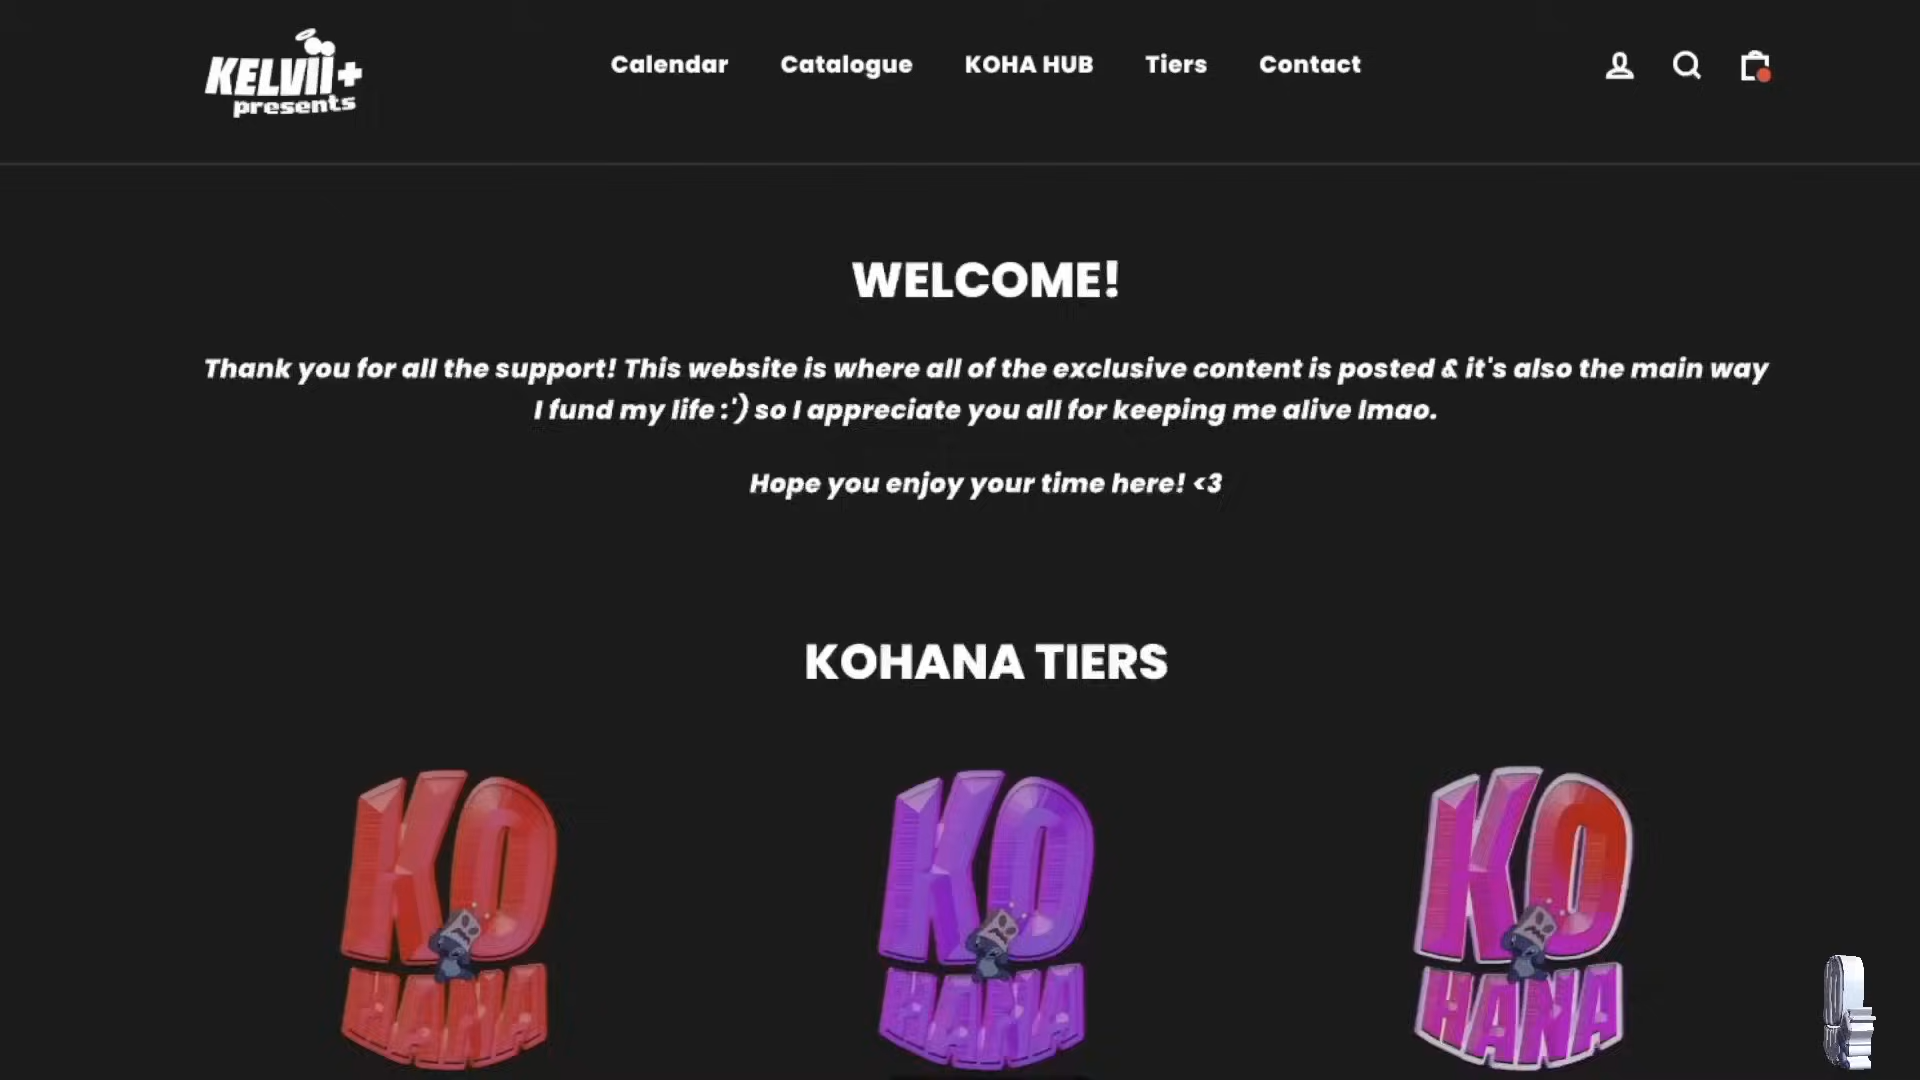 KELVii+
presents
Calendar
Catalogue
KOHA HUB
Tiers
Contact
WELCOME!
Thank you for all the support! This website is where all of the exclusive content is posted & it's also the main way
I fund my life :') so I appreciate you all for keeping me alive lmao.
Hope you enjoy your time here! <3
KOHANA TIERS
KO
HANA
KO
HANA
KO
HANA